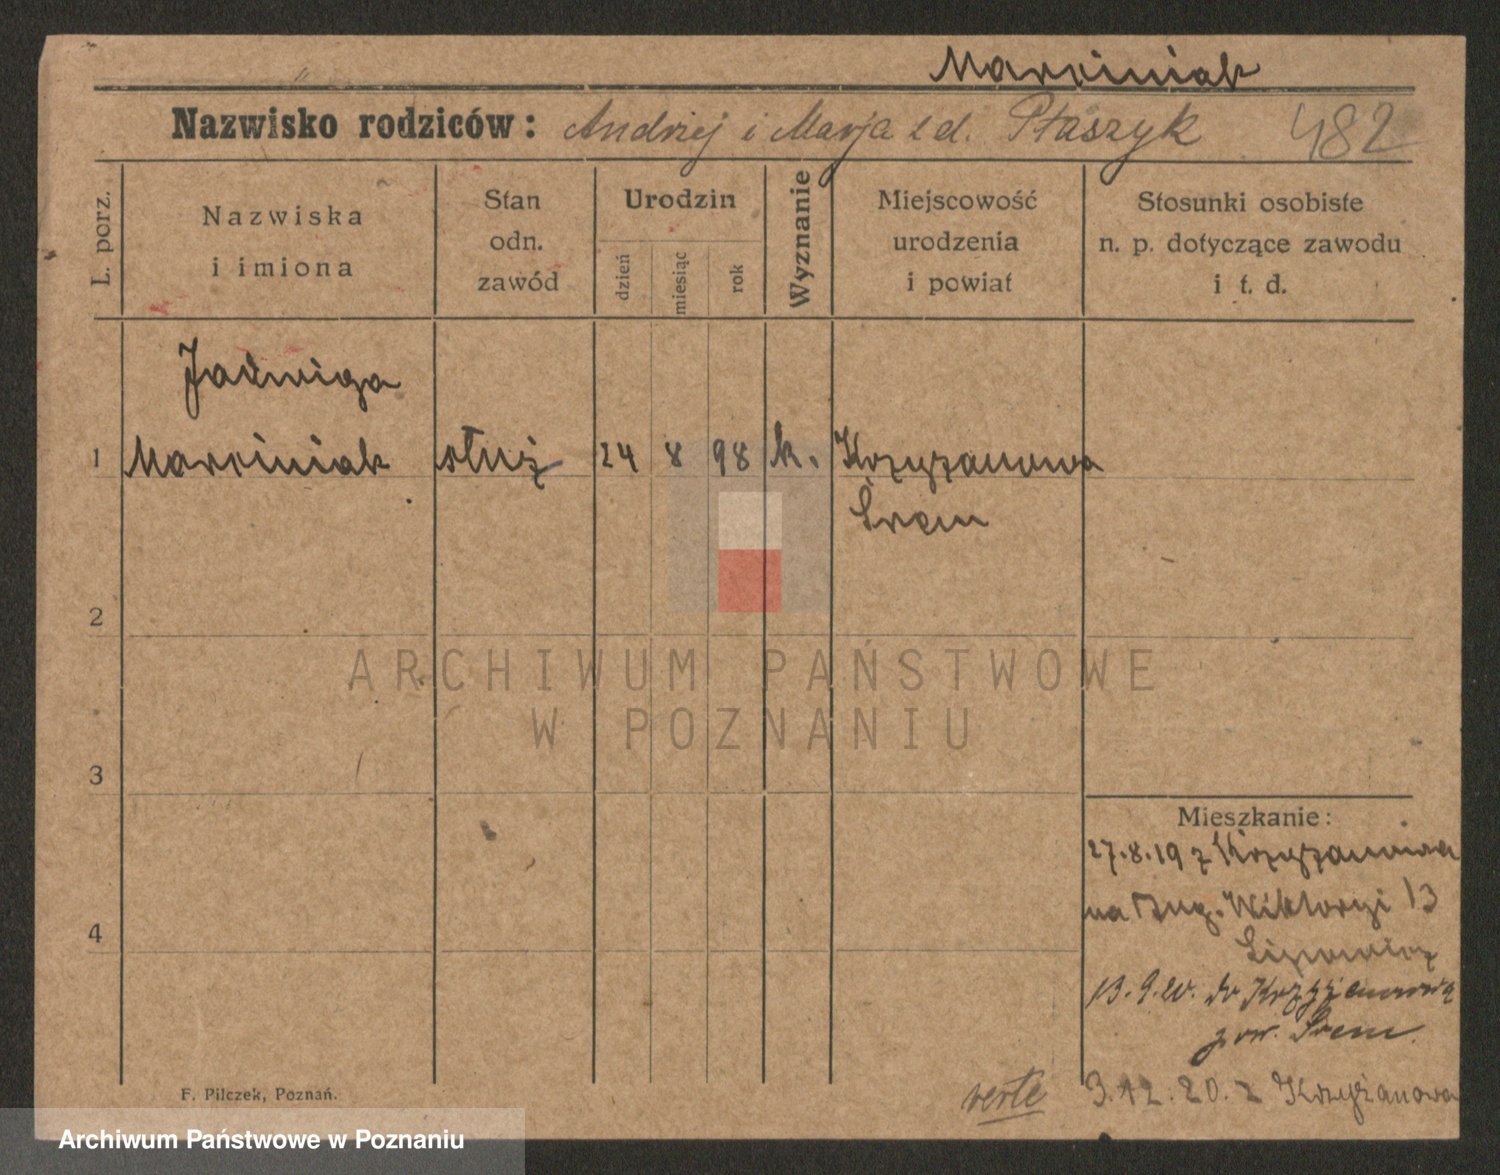 Marciniak
Nazwisko rodziców: Andrzej i Marja z d. Ptaszyk 482
L. porz.
Nazwiska
i imiona
Stan
odn.
zawód
Urodzin
dzień
miesiąc
rok
Wyznanie
Miejscowość
urodzenia
i powiat
Stosunki osobiste
n. p. dotyczące zawodu
i t. d.
Jadwiga
1 Marciniak służ 24 8 98 k. Krzyżanowa
Śrem
2
ARCHIWUM PAŃSTWOWE
W POZNANIU
3
Mieszkanie:
27.8.19 z Krzyżanowa
na Wiktorji 13
4
13.9.20. do Krzyżanowa
pow. Śrem
verte 3.12.20. z Krzyżanowa
F. Pilczek, Poznań.
Archiwum Państwowe w Poznaniu